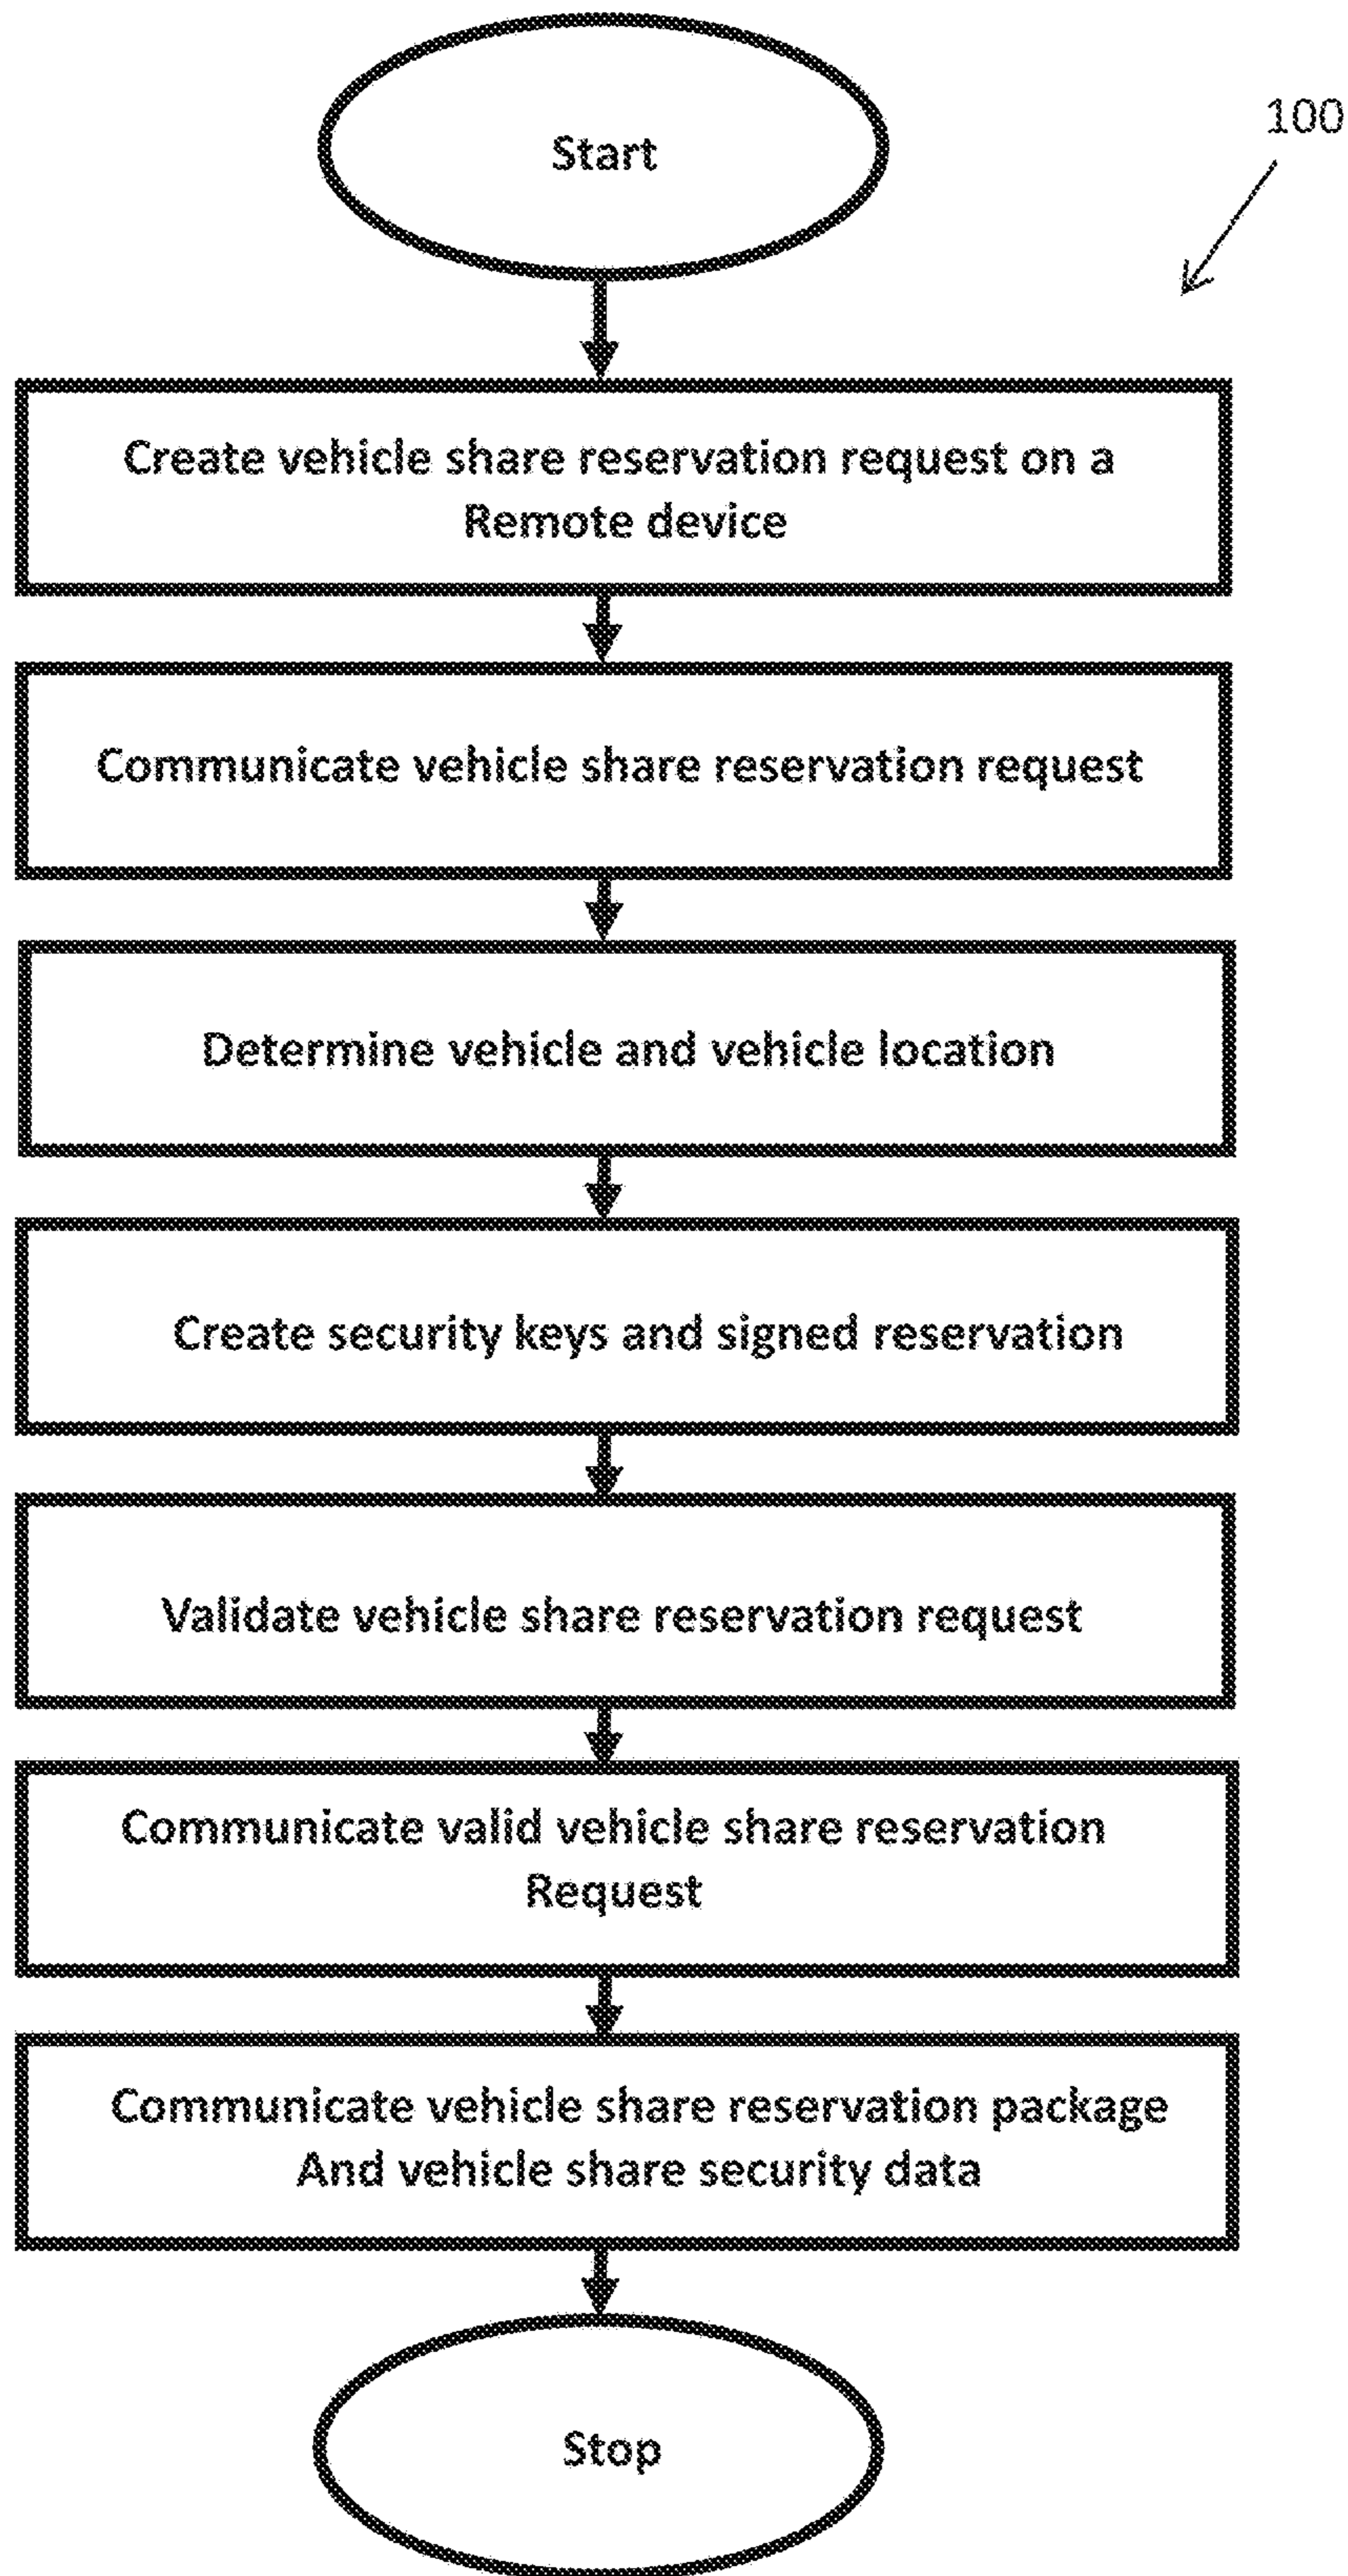 Start
100
Create vehicle share reservation request on a
Remote device
Communicate vehicle share reservation request
Determine vehicle and vehicle location
Create security keys and signed reservation
Validate vehicle share reservation request
Communicate valid vehicle share reservation
Request
Communicate vehicle share reservation package
And vehicle share security data
Stop